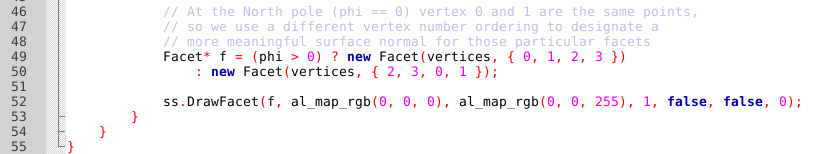 46 // At the North pole (phi == 0) vertex 0 and 1 are the same points,
47 // so we use a different vertex number ordering to designate a
48 // more meaningful surface normal for those particular facets
49 Facet* f = (phi > 0) ? new Facet(vertices, { 0, 1, 2, 3 })
50 : new Facet(vertices, { 2, 3, 0, 1 });
51
52 ss.DrawFacet(f, al_map_rgb(0, 0, 0), al_map_rgb(0, 0, 255), 1, false, false, 0);
53 }
54 }
55 }